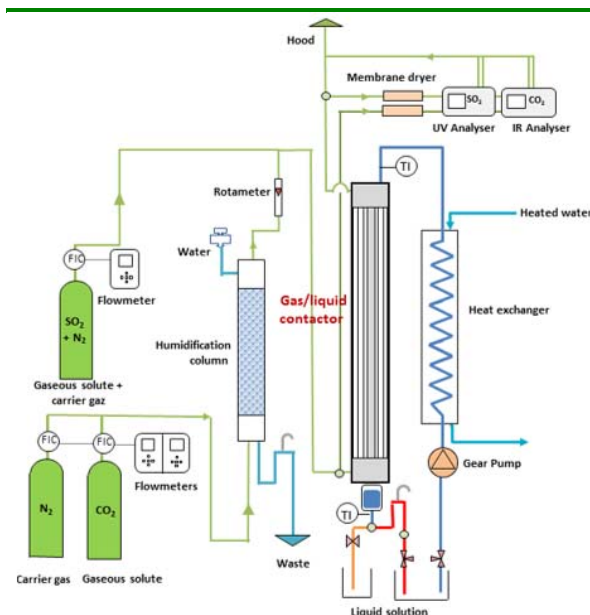 Hood
Membrane dryer
SO2
CO2
UV Analyser
IR Analyser
TI
Rotameter
Heated water
Water
FIC
Flowmeter
Gas/liquid
contactor
Heat exchanger
SO2
+ N2
Humidification
column
Gaseous solute +
carrier gaz
FIC
FIC
Gear Pump
Flowmeters
N2
CO2
TI
Waste
Carrier gas
Gaseous solute
Liquid solution